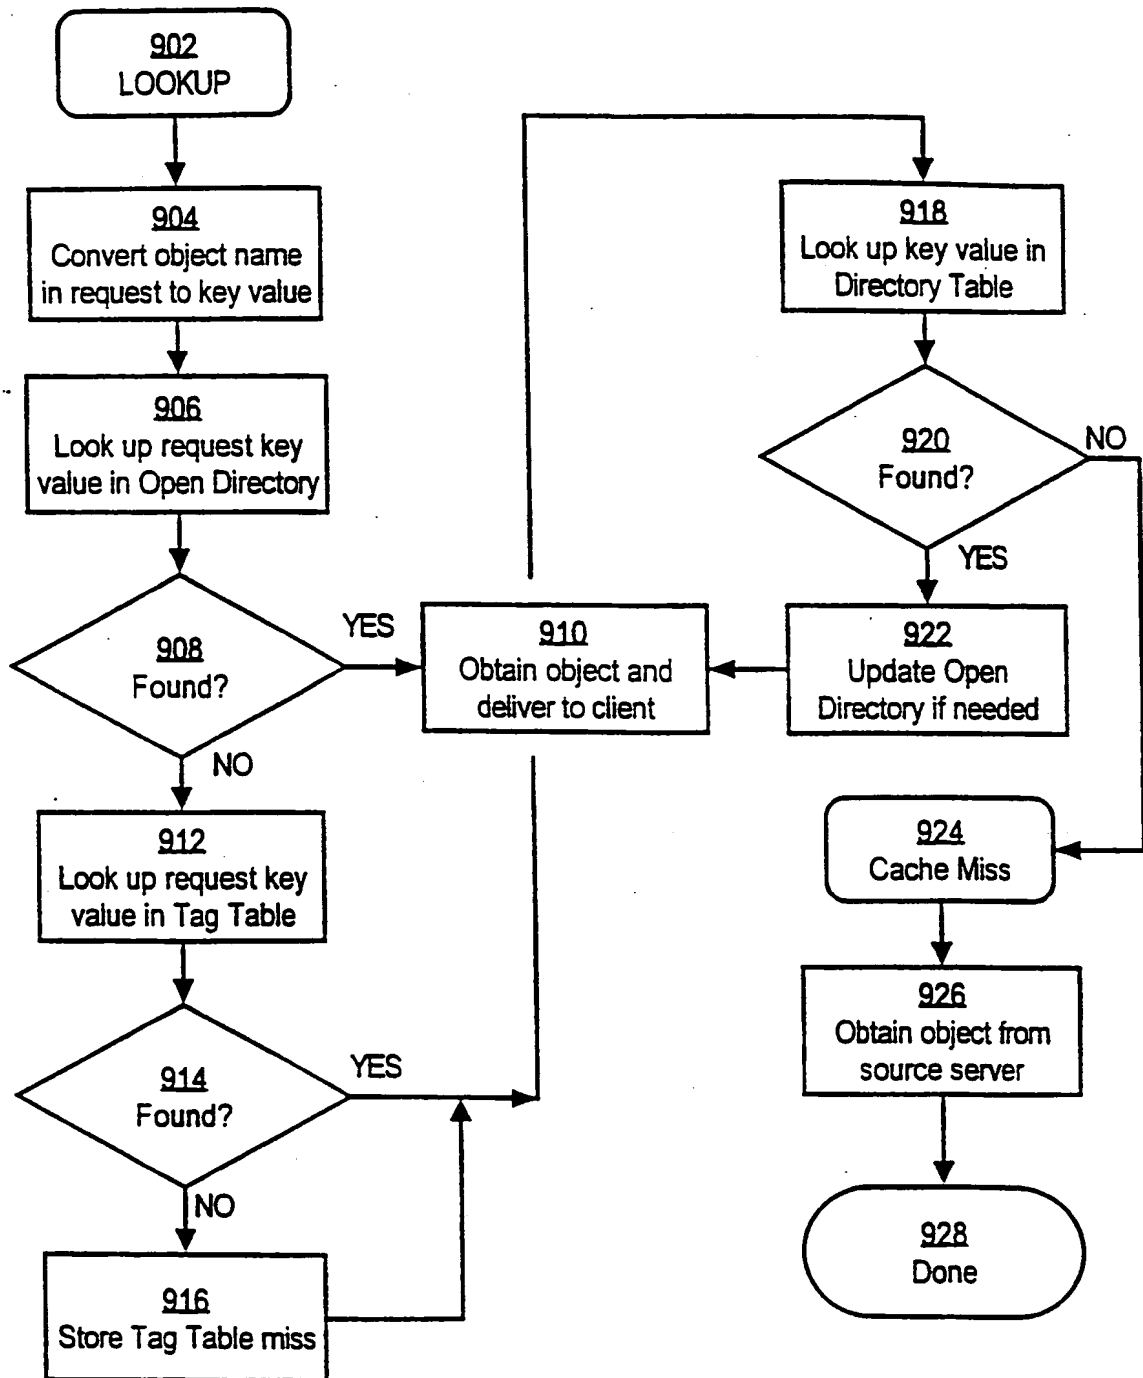 902
LOOKUP
904
Convert object name
in request to key value
906
Look up request key
value in Open Directory
908
Found?
YES
NO
910
Obtain object and
deliver to client
912
Look up request key
value in Tag Table
914
Found?
YES
NO
916
Store Tag Table miss
918
Look up key value in
Directory Table
920
Found?
NO
YES
922
Update Open
Directory if needed
924
Cache Miss
926
Obtain object from
source server
928
Done